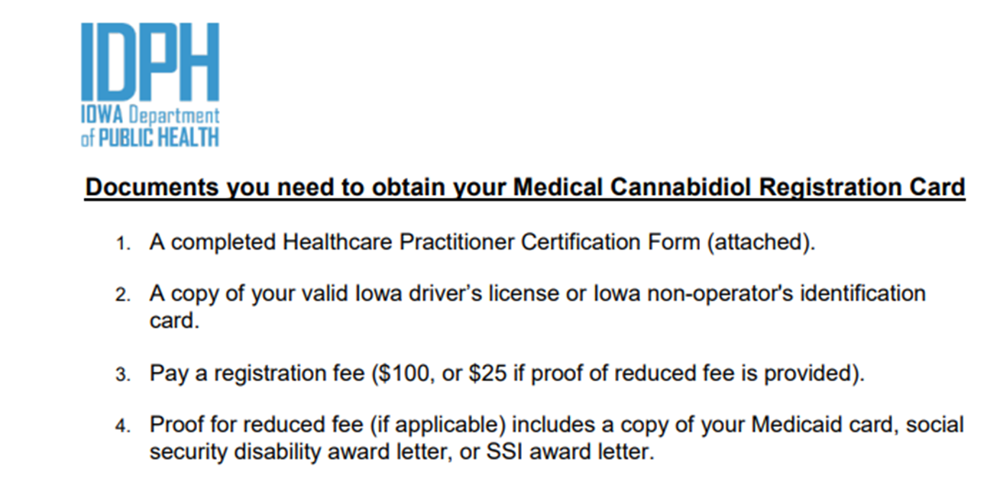 IDPH
IOWA Department
of PUBLIC HEALTH
Documents you need to obtain your Medical Cannabidiol Registration Card
1. A completed Healthcare Practitioner Certification Form (attached).
2. A copy of your valid Iowa driver’s license or Iowa non-operator's identification
card.
3. Pay a registration fee ($100, or $25 if proof of reduced fee is provided).
4. Proof for reduced fee (if applicable) includes a copy of your Medicaid card, social
security disability award letter, or SSI award letter.